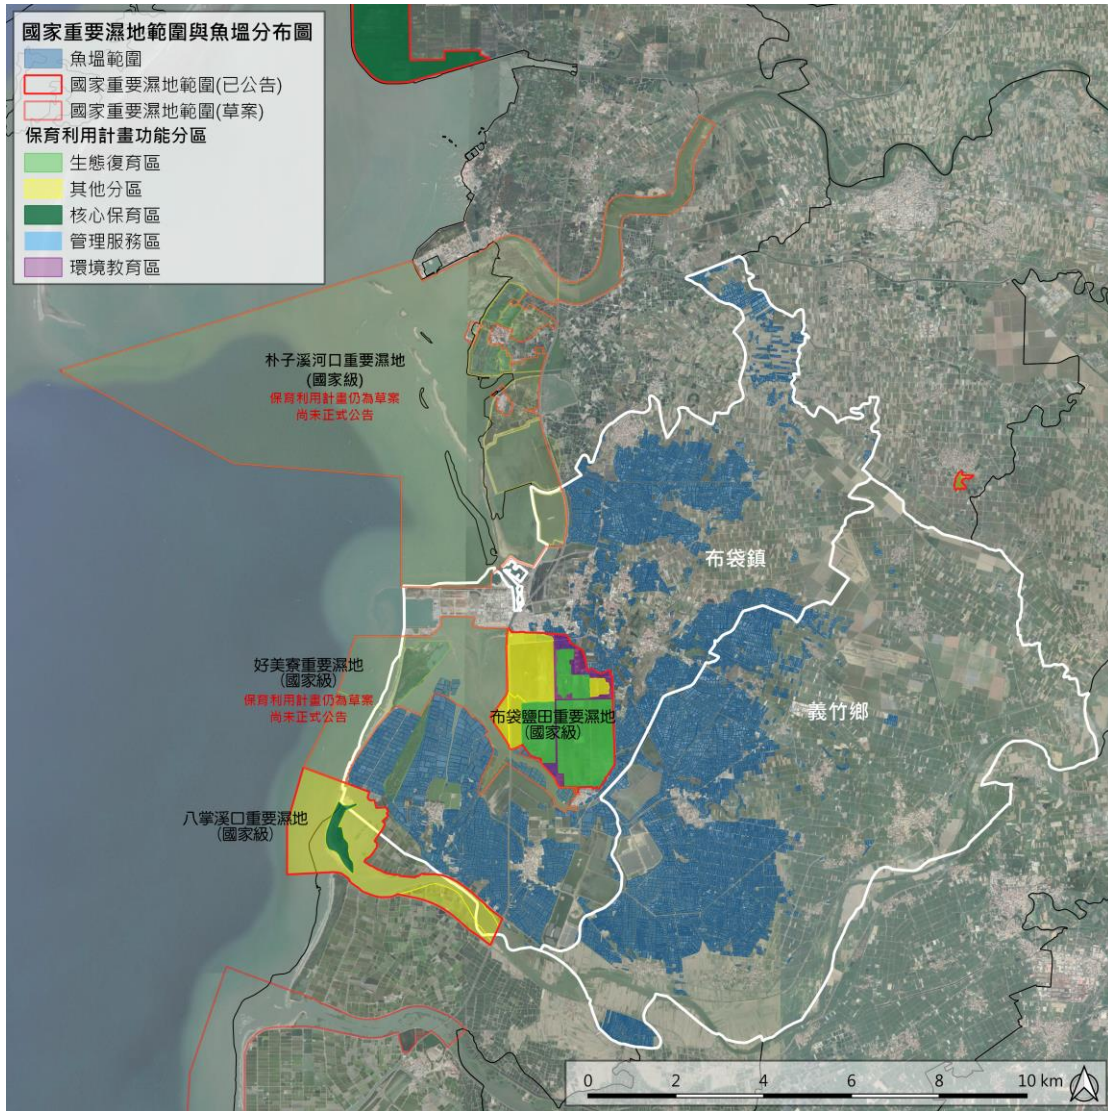 國家重要濕地範圍與魚塭分布圖
魚塭範圍
國家重要濕地範圍(已公告)
國家重要濕地範圍(草案)
保育利用計畫功能分區
生態復育區
其他分區
核心保育區
管理服務區
環境教育區
朴子溪河口重要濕地
(國家級)
保育利用計畫仍為草案
尚未正式公告
布袋鎮
好美寮重要濕地
(國家級)
保育利用計畫仍為草案
尚未正式公告
布袋鹽田重要濕地
(國家級)
義竹鄉
八掌溪口重要濕地
(國家級)
0 2 4 6 8 10 km